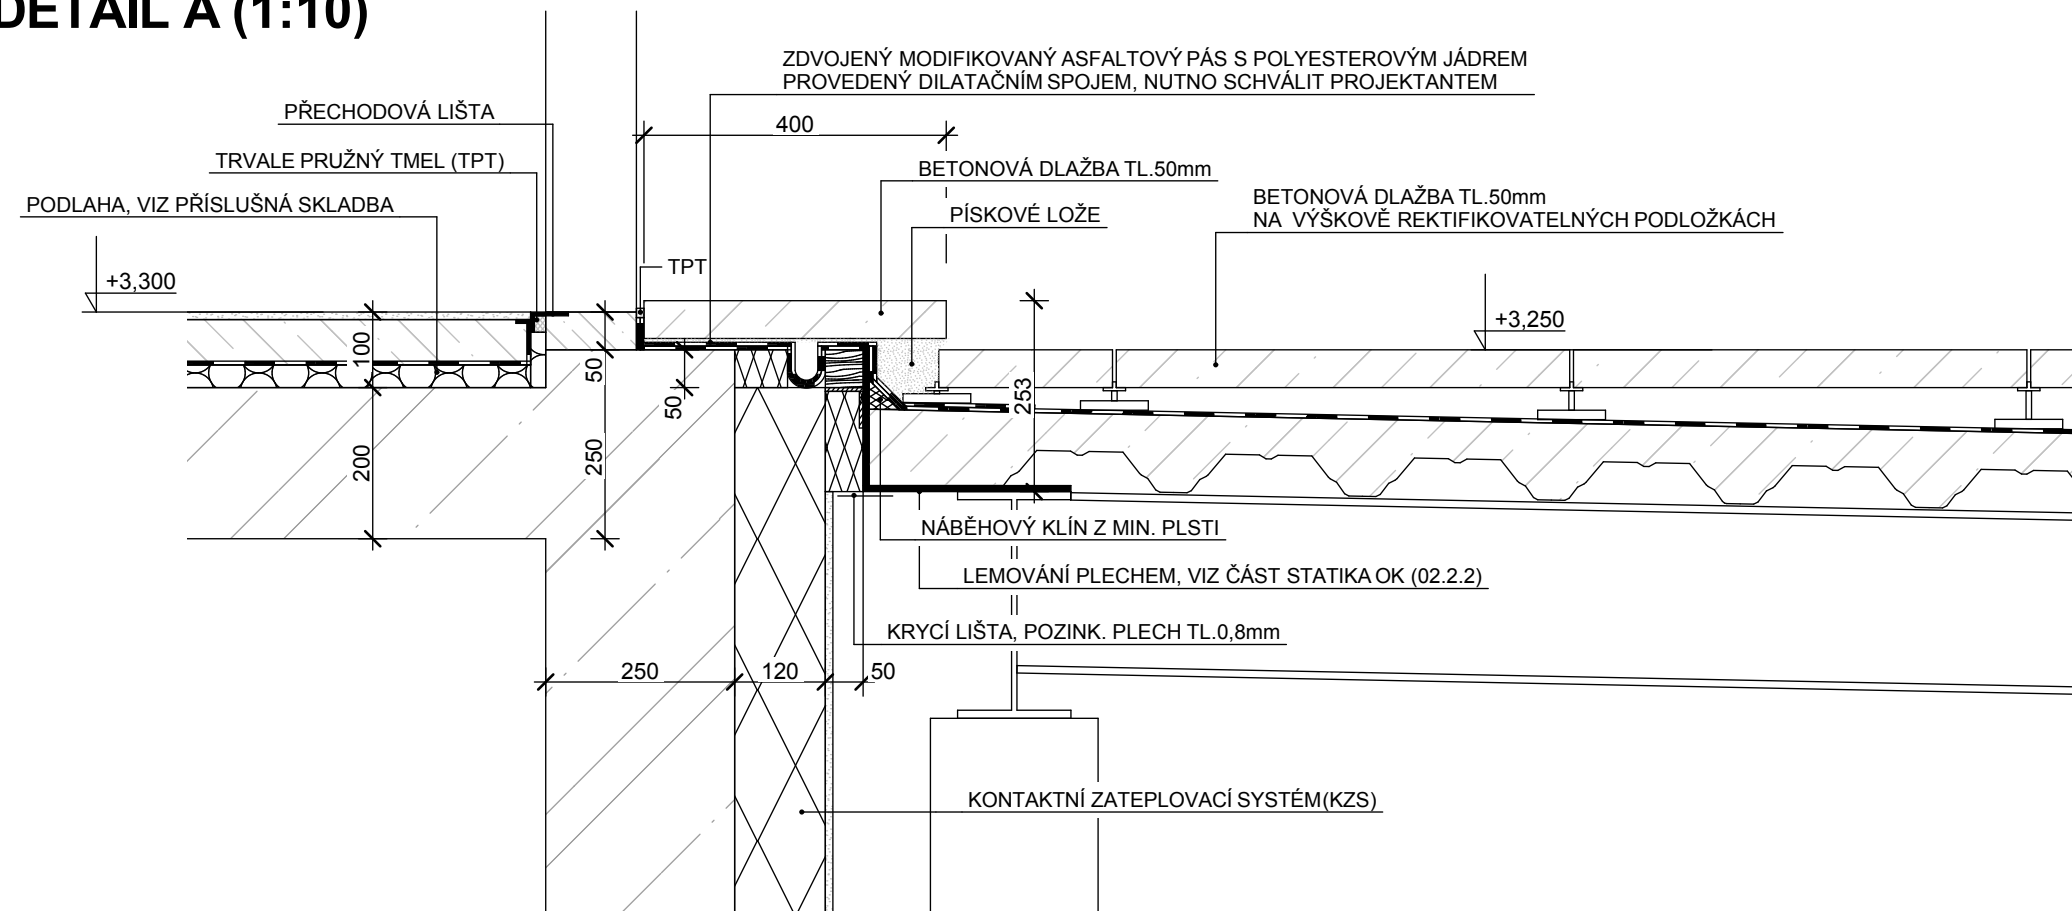 DETAIL A (1:10)
ZDVOJENÝ MODIFIKOVANÝ ASFALTOVÝ PÁS S POLYESTEROVÝM JÁDREM
PROVEDENÝ DILATAČNÍM SPOJEM, NUTNO SCHVÁLIT PROJEKTANTEM
PŘECHODOVÁ LIŠTA
400
TRVALE PRUŽNÝ TMEL (TPT)
BETONOVÁ DLAŽBA TL.50mm
PODLAHA, VIZ PŘÍSLUŠNÁ SKLADBA
PÍSKOVÉ LOŽE
BETONOVÁ DLAŽBA TL.50mm
NA VÝŠKOVĚ REKTIFIKOVATELNÝCH PODLOŽKÁCH
TPT
+3,300
+3,250
100
50
50
253
200
250
NÁBĚHOVÝ KLÍN Z MIN. PLSTI
LEMOVÁNÍ PLECHEM, VIZ ČÁST STATIKA OK (02.2.2)
KRYCÍ LIŠTA, POZINK. PLECH TL.0,8mm
250
120
50
KONTAKTNÍ ZATEPLOVACÍ SYSTÉM(KZS)